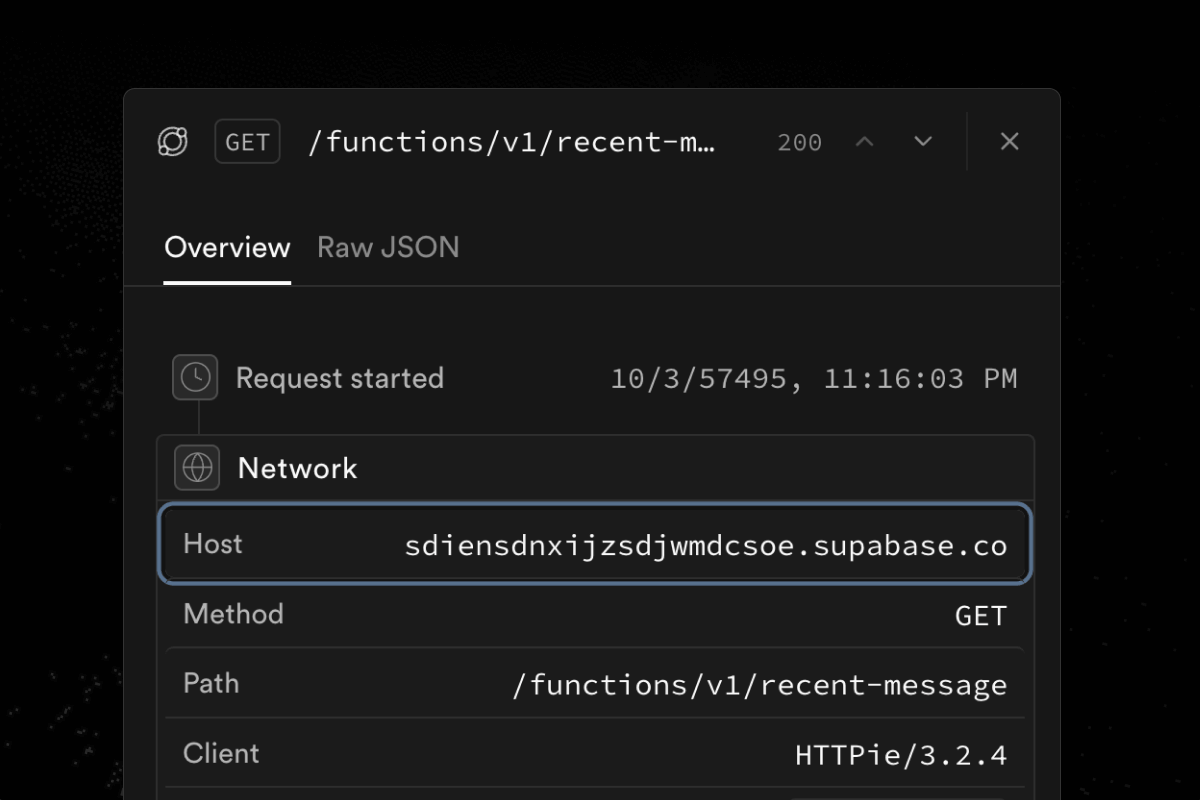 GET /functions/v1/recent-m… 200
Overview Raw JSON
Request started 10/3/57495, 11:16:03 PM
Network
Host sdiensdnxijzsdjwmdcsoe.supabase.co
Method GET
Path /functions/v1/recent-message
Client HTTPie/3.2.4